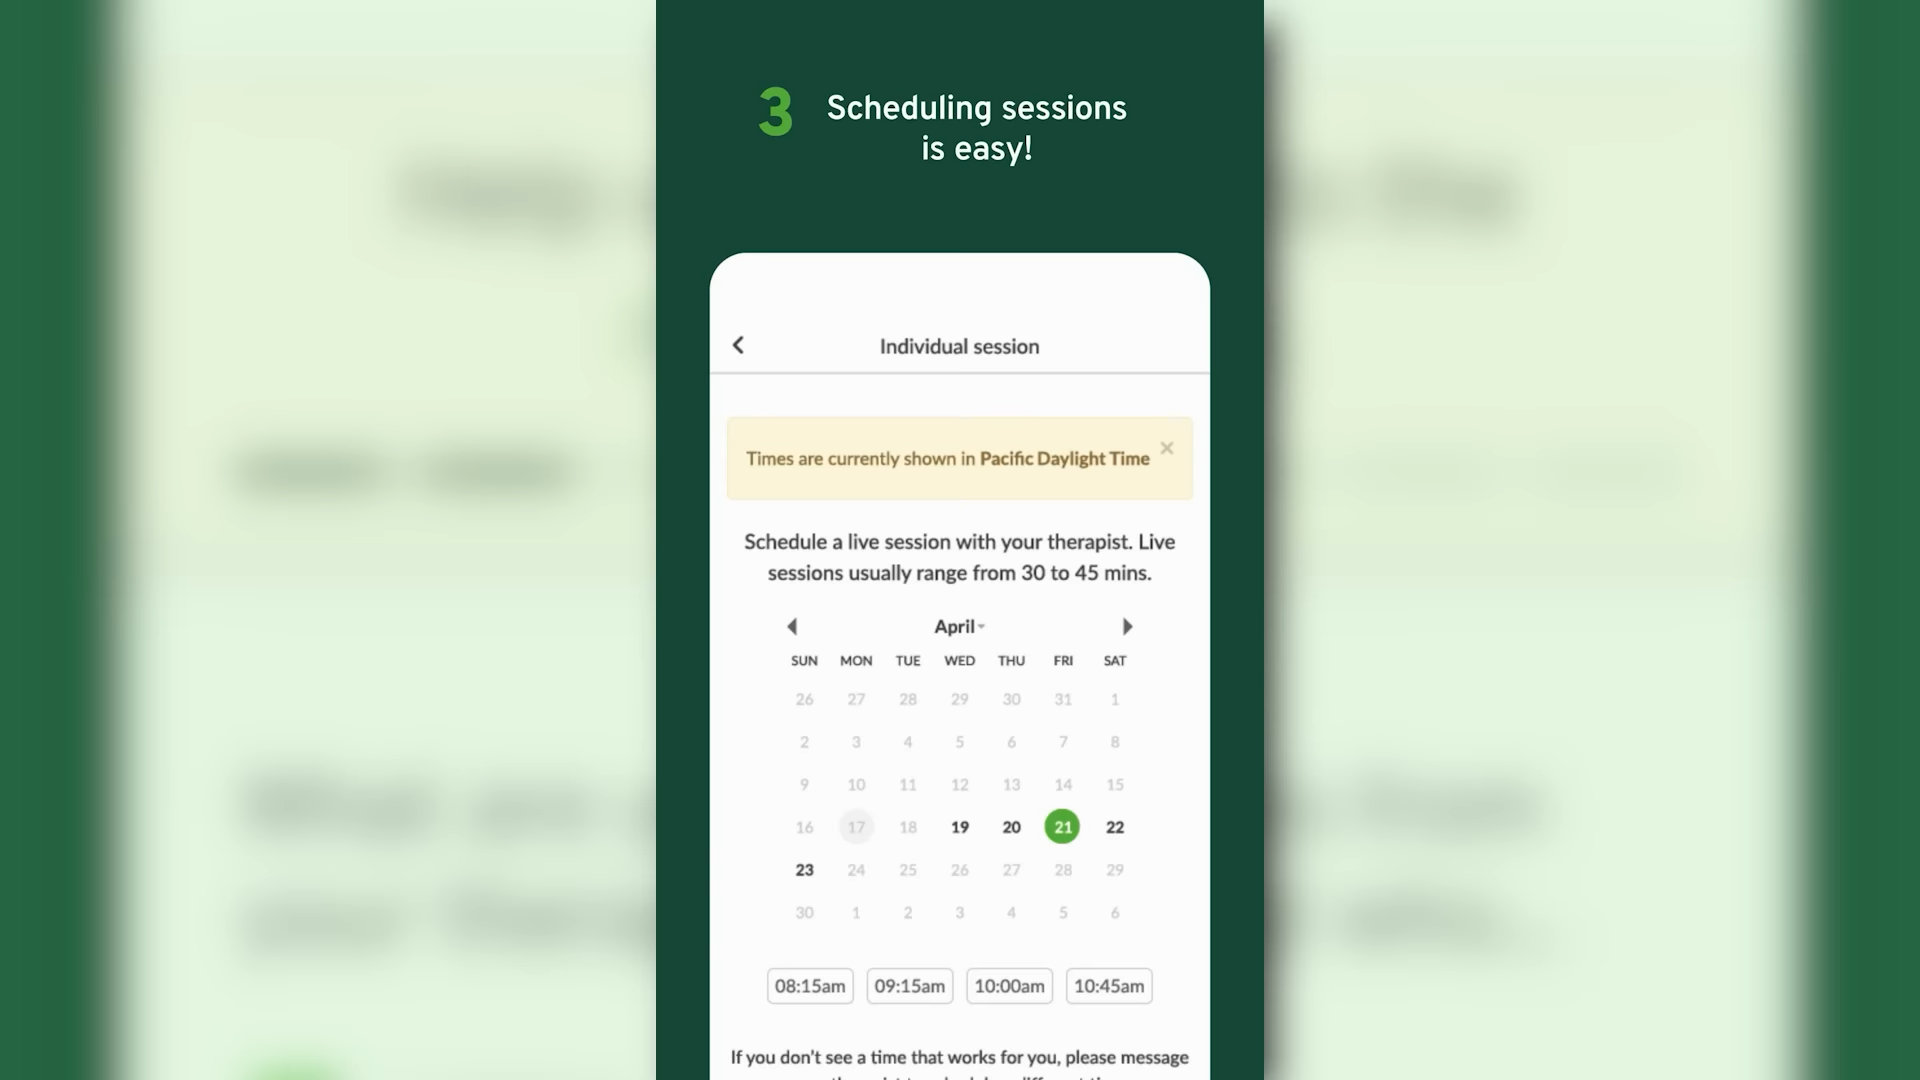 3 Scheduling sessions
is easy!
Individual session
Times are currently shown in Pacific Daylight Time ×
Schedule a live session with your therapist. Live
sessions usually range from 30 to 45 mins.
April
SUN MON TUE WED THU FRI SAT
26 27 28 29 30 31 1
2 3 4 5 6 7 8
9 10 11 12 13 14 15
16 17 18 19 20 21 22
23 24 25 26 27 28 29
30 1 2 3 4 5 6
08:15am 09:15am 10:00am 10:45am
If you don't see a time that works for you, please message